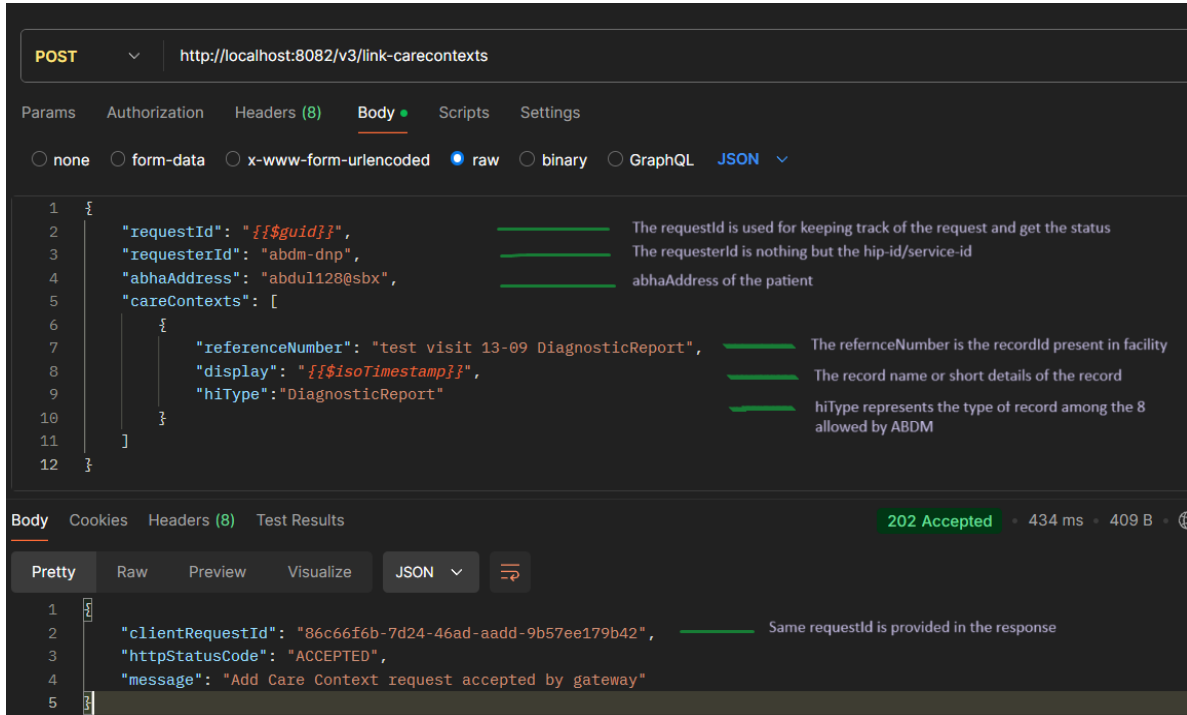 POST http://localhost:8082/v3/link-carecontexts
Params Authorization Headers (8) Body Scripts Settings
none form-data x-www-form-urlencoded raw binary GraphQL JSON
1 {
2 "requestId": "{{$guid}}", The requestId is used for keeping track of the request and get the status
3 "requesterId": "abdm-dnp", The requesterId is nothing but the hip-id/service-id
4 "abhaAddress": "abdul128@sbx", abhaAddress of the patient
5 "careContexts": [
6 {
7 "referenceNumber": "test visit 13-09 DiagnosticReport", The refernceNumber is the recordId present in facility
8 "display": "{{$isoTimestamp}}", The record name or short details of the record
9 "hiType":"DiagnosticReport" hiType represents the type of record among the 8
allowed by ABDM
10 }
11 ]
12 }
Body Cookies Headers (8) Test Results 202 Accepted 434 ms 409 B
Pretty Raw Preview Visualize JSON
1 {
2 "clientRequestId": "86c66f6b-7d24-46ad-aadd-9b57ee179b42", Same requestId is provided in the response
3 "httpStatusCode": "ACCEPTED",
4 "message": "Add Care Context request accepted by gateway"
5 }